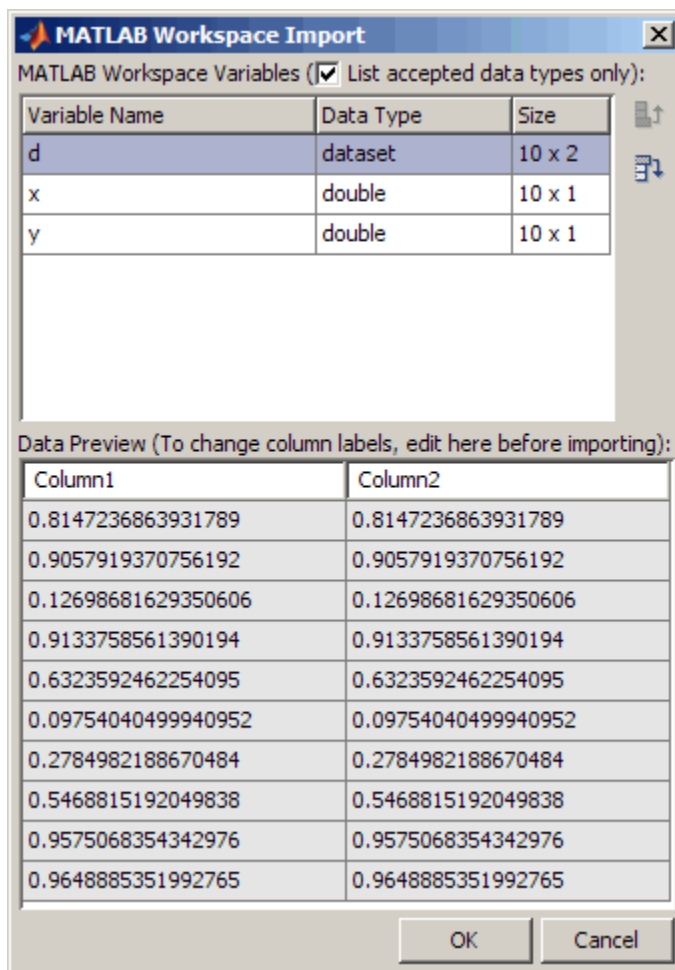 MATLAB Workspace Import
MATLAB Workspace Variables (List accepted data types only):
Variable Name Data Type Size
d dataset 10 x 2
x double 10 x 1
y double 10 x 1
Data Preview (To change column labels, edit here before importing):
Column1 Column2
0.8147236863931789 0.8147236863931789
0.9057919370756192 0.9057919370756192
0.12698681629350606 0.12698681629350606
0.9133758561390194 0.9133758561390194
0.6323592462254095 0.6323592462254095
0.09754040499940952 0.09754040499940952
0.2784982188670484 0.2784982188670484
0.5468815192049838 0.5468815192049838
0.9575068354342976 0.9575068354342976
0.9648885351992765 0.9648885351992765
OK Cancel